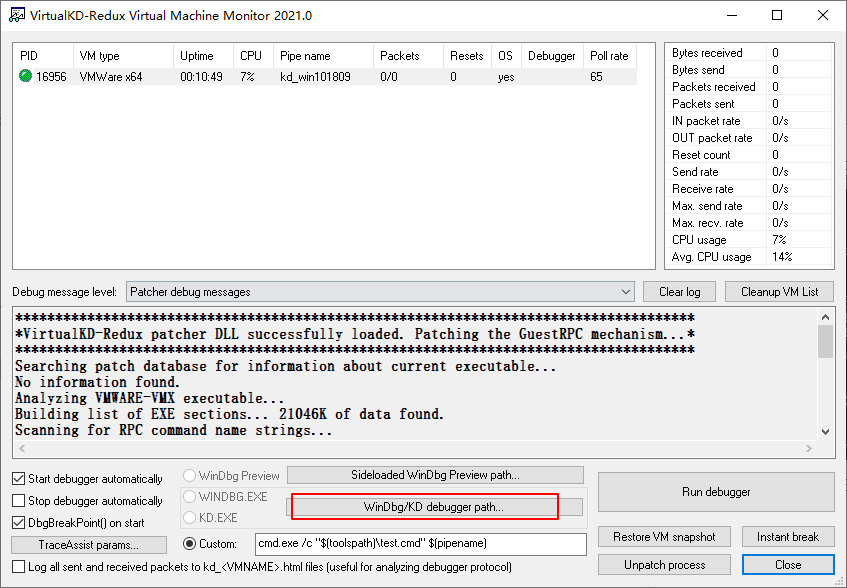 VirtualKD-Redux Virtual Machine Monitor 2021.0
PID VM type Uptime CPU Pipe name Packets Resets OS Debugger Poll rate
16956 VMWare x64 00:10:49 7% kd_win101809 0/0 0 yes 65
Bytes received 0
Bytes send 0
Packets received 0
Packets sent 0
IN packet rate 0/s
OUT packet rate 0/s
Reset count 0
Send rate 0/s
Receive rate 0/s
Max. send rate 0/s
Max. recv. rate 0/s
CPU usage 7%
Avg. CPU usage 14%
Debug message level: Patcher debug messages Clear log Cleanup VM List
*************************************************************************************
*VirtualKD-Redux patcher DLL successfully loaded. Patching the GuestRPC mechanism...*
*************************************************************************************
Searching patch database for information about current executable...
No information found.
Analyzing VMWARE-VMX executable...
Building list of EXE sections... 21046K of data found.
Scanning for RPC command name strings...
Start debugger automatically
Stop debugger automatically
DbgBreakPoint() on start
TraceAssist params...
WinDbg Preview Sideloaded WinDbg Preview path...
WINDBG.EXE
KD.EXE
WinDbg/KD debugger path...
Custom: cmd.exe /c "$(toolspath)\test.cmd" $(pipename)
Log all sent and received packets to kd_<VMNAME>.html files (useful for analyzing debugger protocol)
Run debugger
Restore VM snapshot Instant break
Unpatch process Close